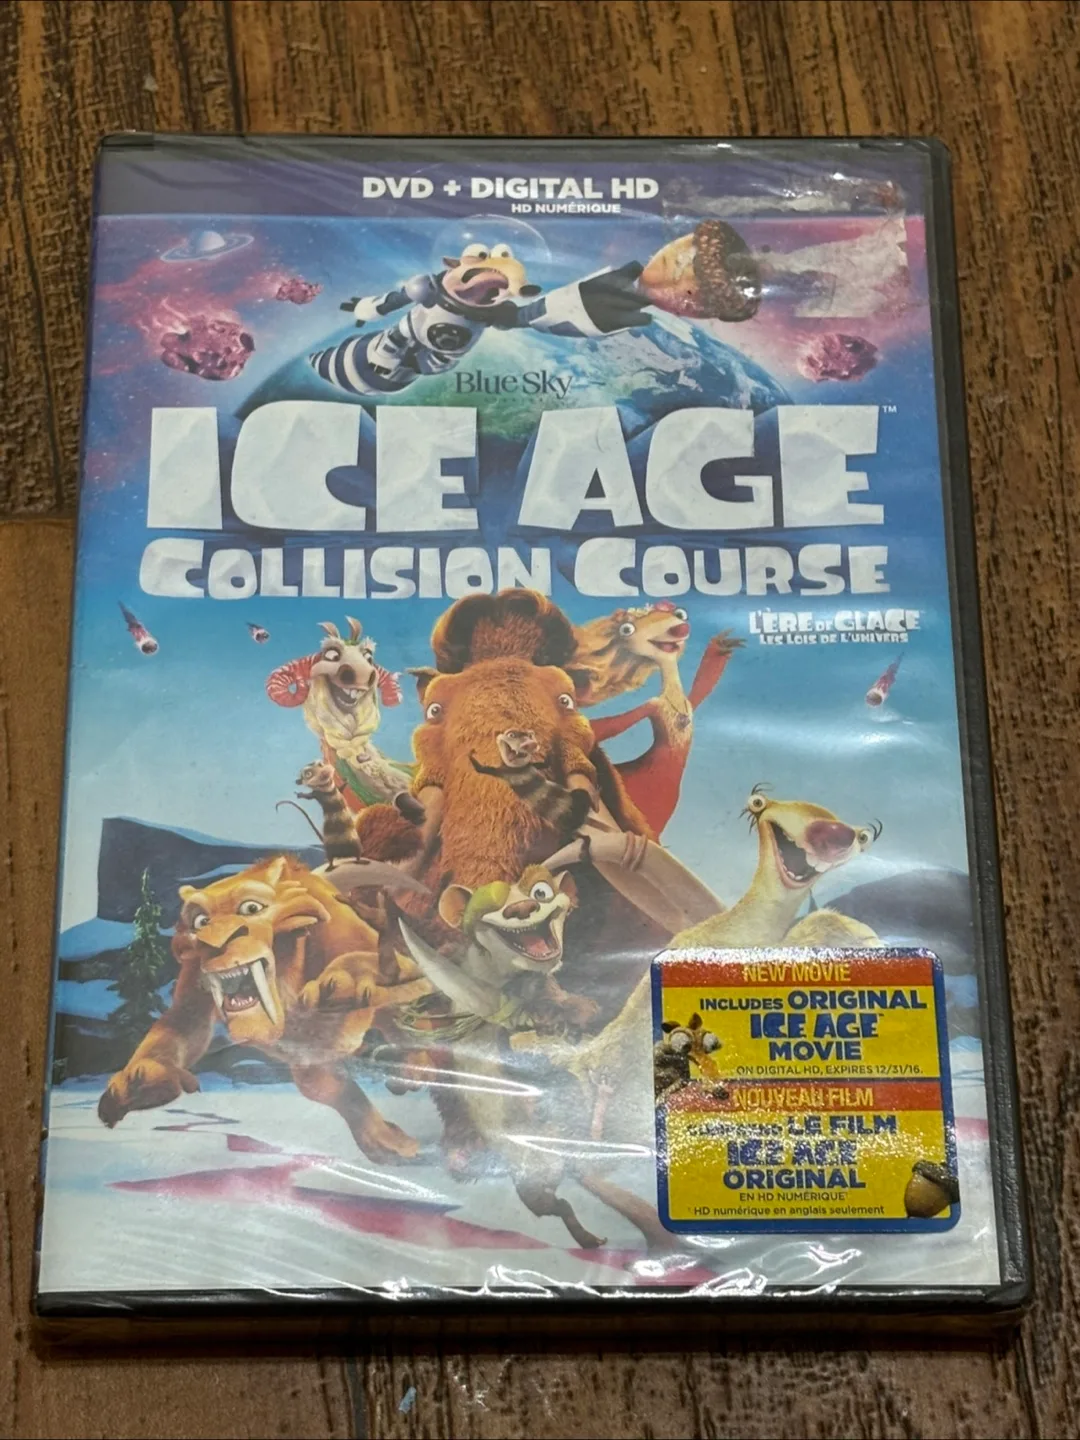 DVD + DIGITAL HD
HD NUMÉRIQUE
Blue Sky
ICE AGE™
COLLISION COURSE
L'ÈRE DE GLACE
LES LOIS DE L'UNIVERS
NEW MOVIE
INCLUDES ORIGINAL
ICE AGE™
MOVIE
ON DIGITAL HD, EXPIRES 12/31/16.
NOUVEAU FILM
LE FILM
ICE AGE
ORIGINAL
EN HD NUMÉRIQUE†
† HD numérique en anglais seulement